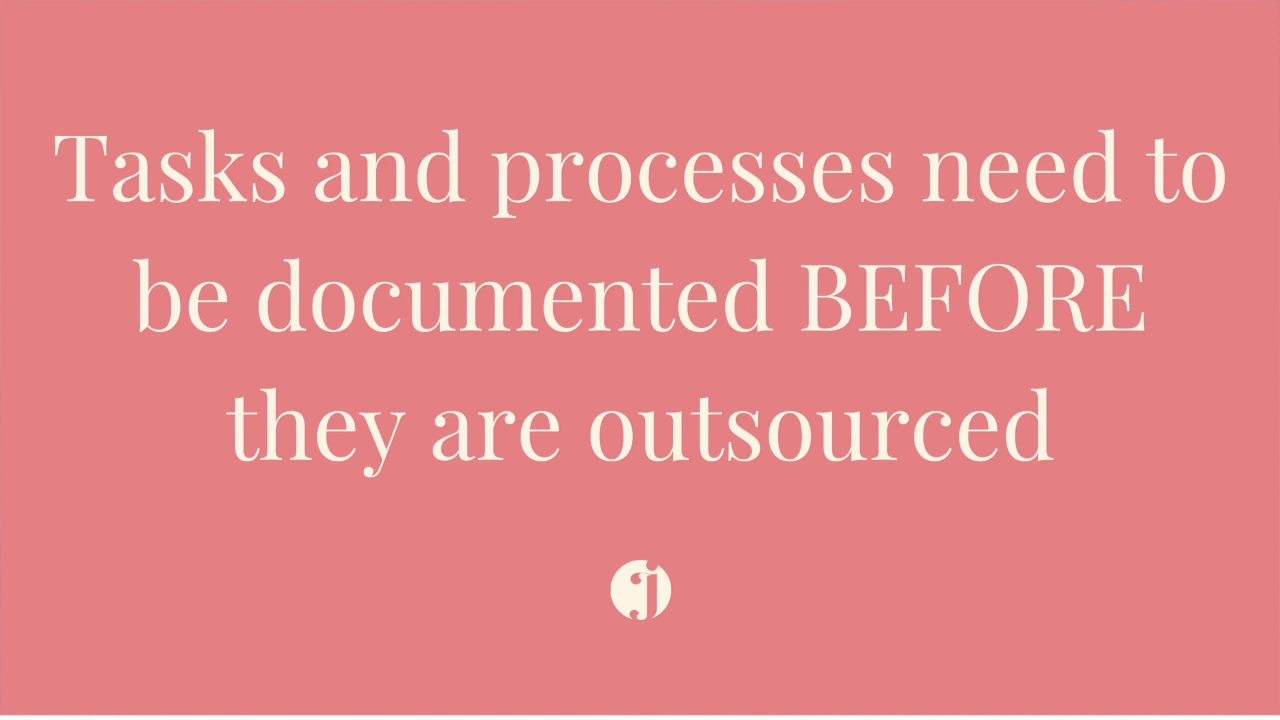 Tasks and processes need to
be documented BEFORE
they are outsourced